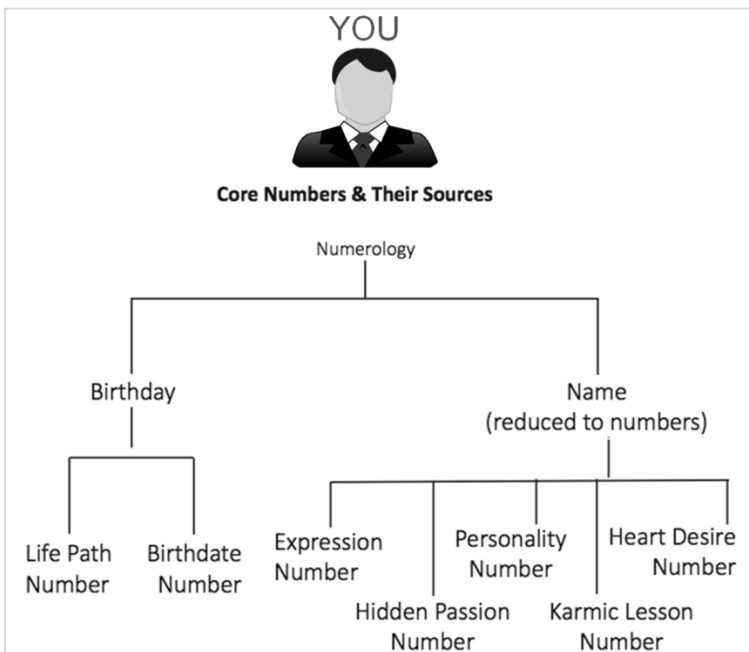 YOU
Core Numbers & Their Sources
Numerology
Birthday
Name
(reduced to numbers)
Life Path
Number
Birthdate
Number
Expression
Number
Hidden Passion
Number
Personality
Number
Karmic Lesson
Number
Heart Desire
Number